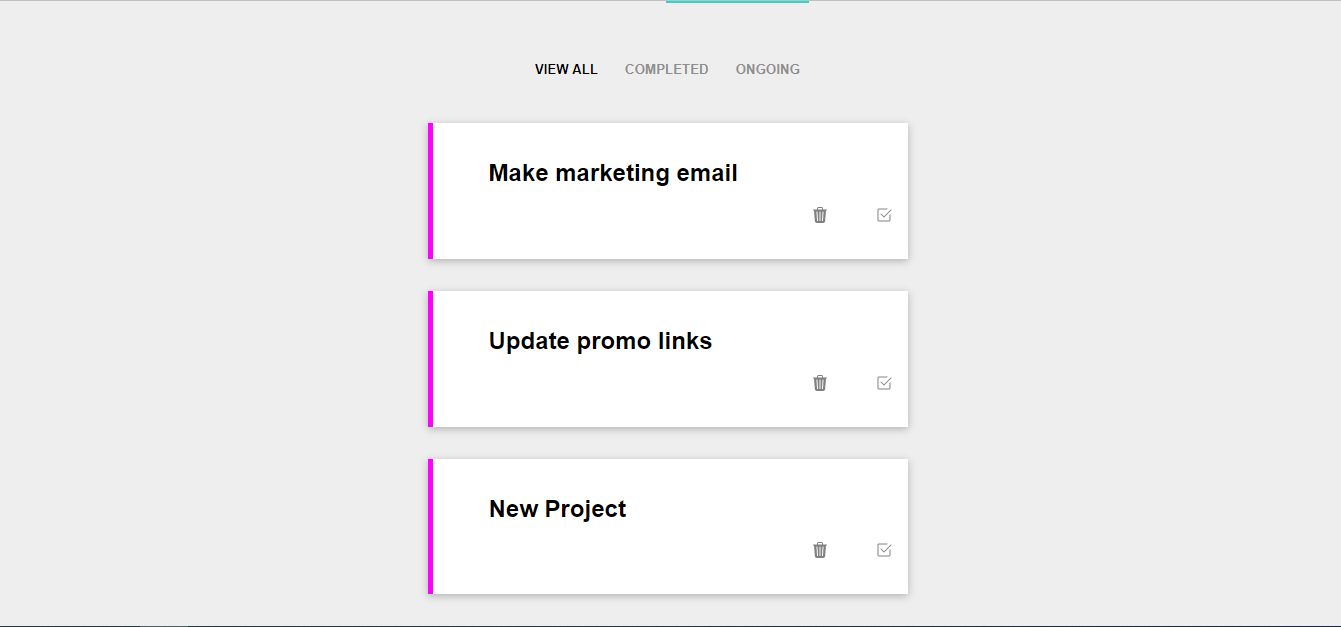 VIEW ALL COMPLETED ONGOING
Make marketing email
Update promo links
New Project